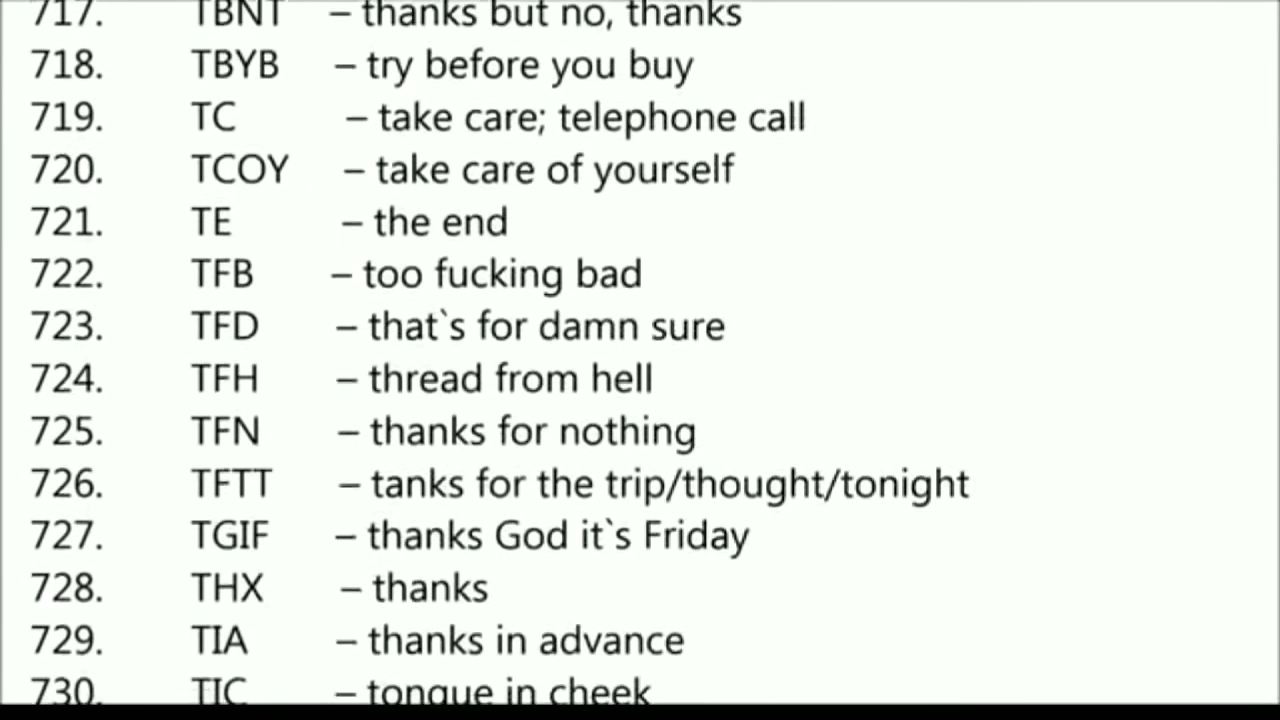 717. TBNT – thanks but no, thanks
718. TBYB – try before you buy
719. TC – take care; telephone call
720. TCOY – take care of yourself
721. TE – the end
722. TFB – too fucking bad
723. TFD – that`s for damn sure
724. TFH – thread from hell
725. TFN – thanks for nothing
726. TFTT – tanks for the trip/thought/tonight
727. TGIF – thanks God it`s Friday
728. THX – thanks
729. TIA – thanks in advance
730. TIC – tongue in cheek